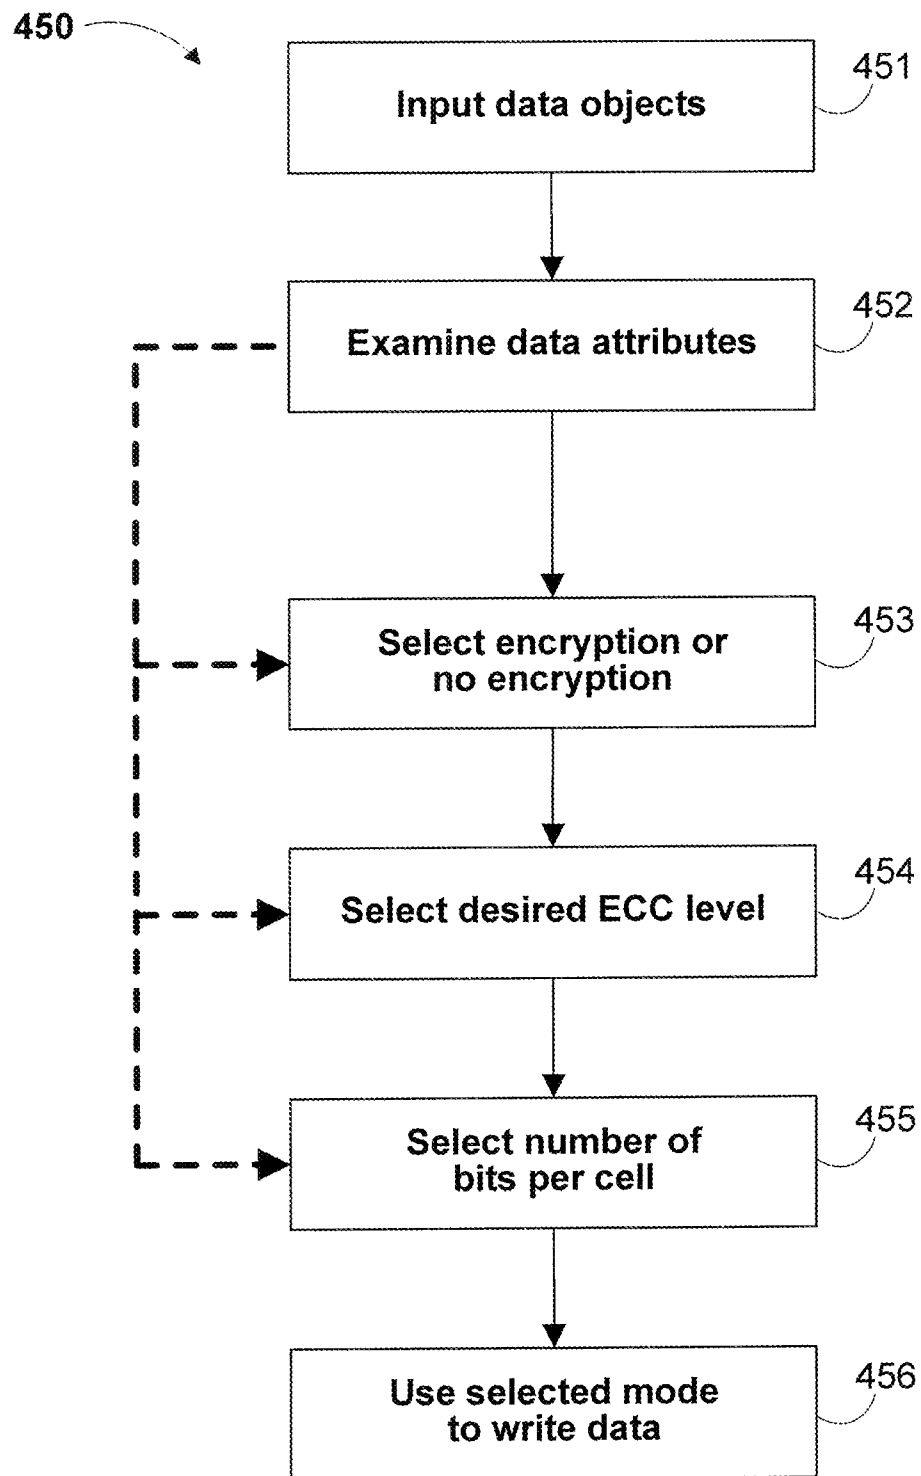 450
451
Input data objects
452
Examine data attributes
453
Select encryption or
no encryption
454
Select desired ECC level
455
Select number of
bits per cell
456
Use selected mode
to write data